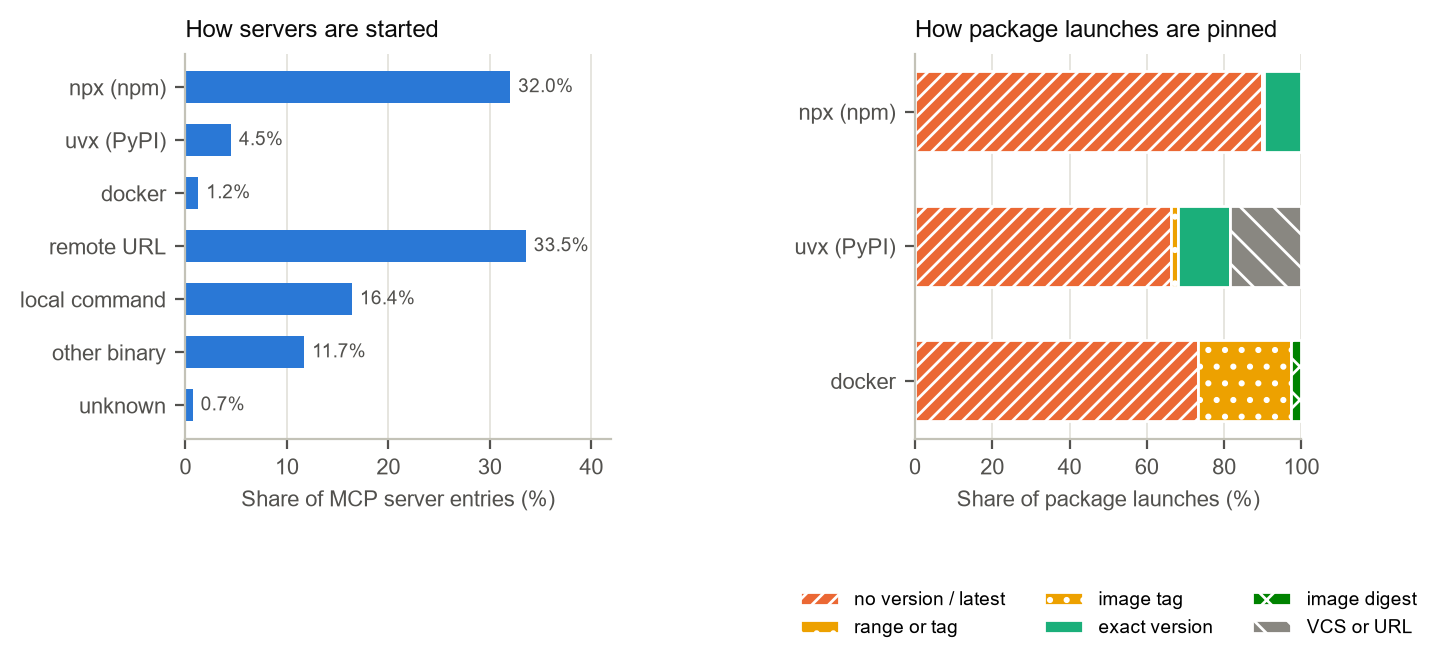 How servers are started
npx (npm)
32.0%
uvx (PyPI)
4.5%
docker
1.2%
remote URL
33.5%
local command
16.4%
other binary
11.7%
unknown
0.7%
0 10 20 30 40
Share of MCP server entries (%)
How package launches are pinned
npx (npm)
uvx (PyPI)
docker
0 20 40 60 80 100
Share of package launches (%)
no version / latest image tag image digest
range or tag exact version VCS or URL